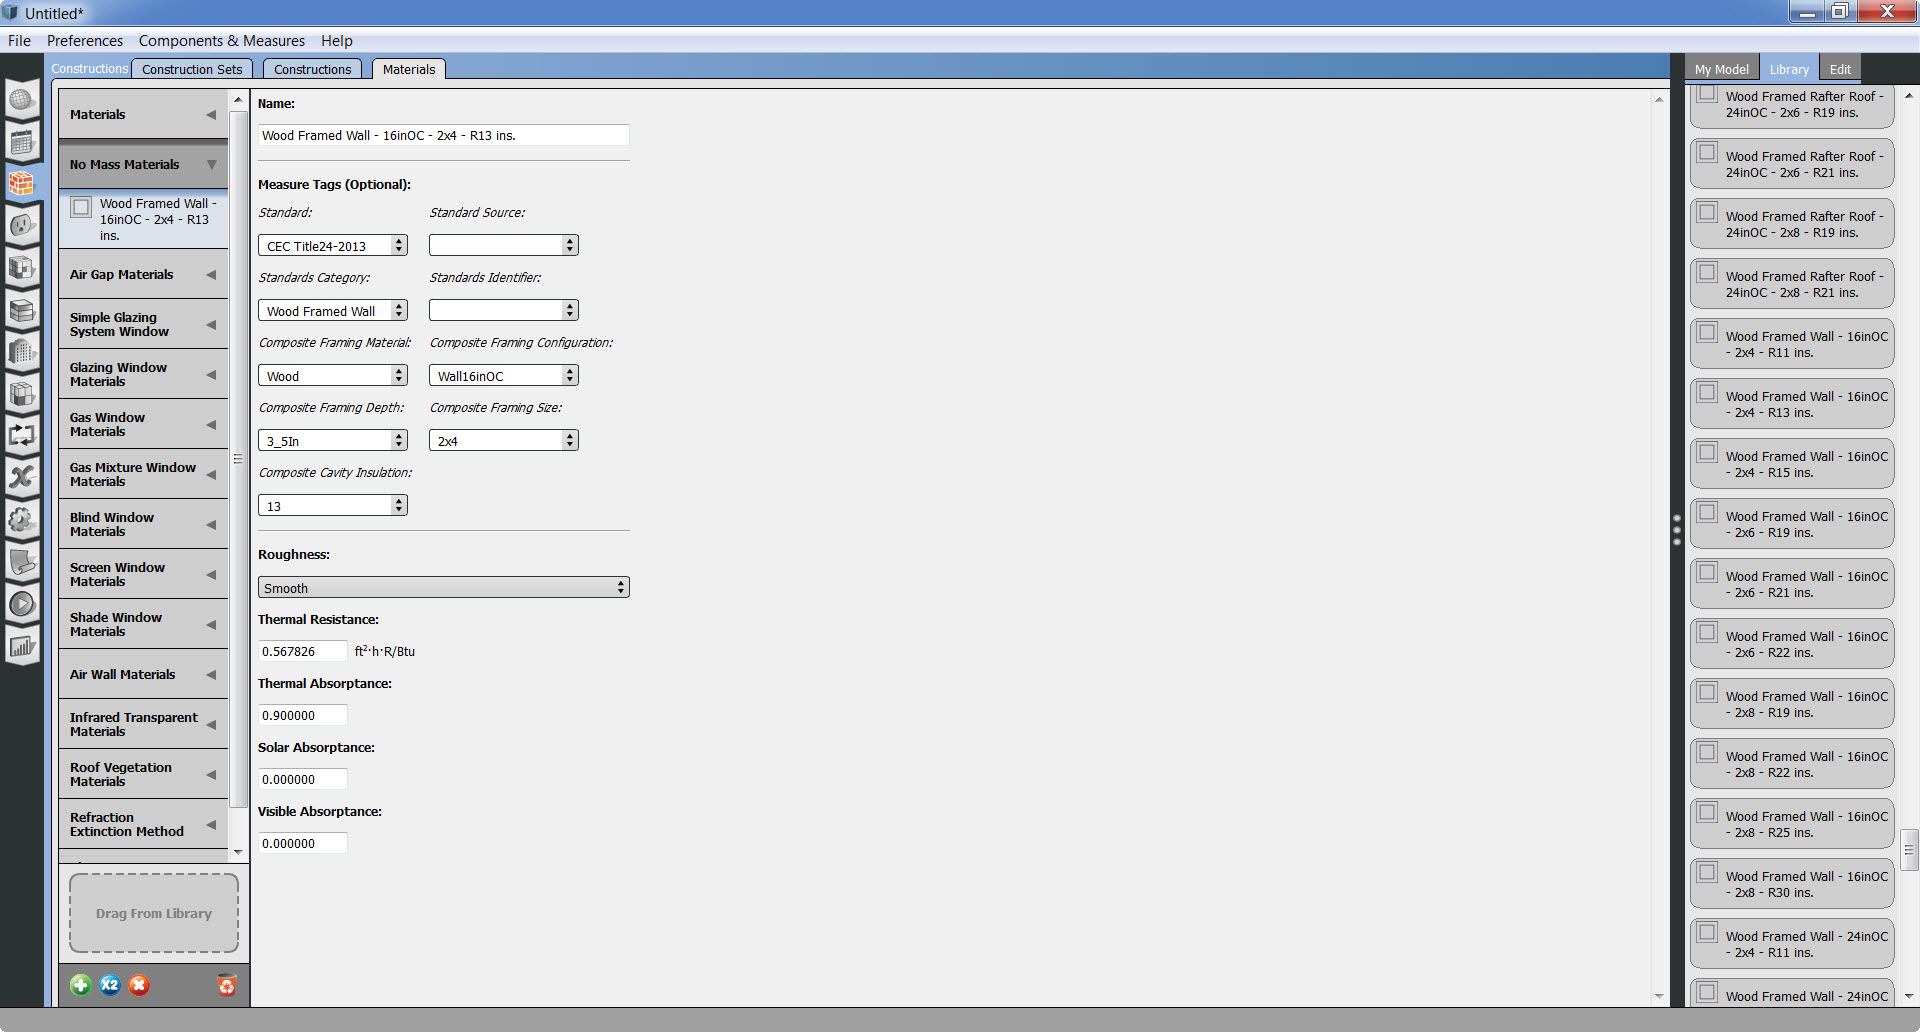 Untitled*
File Preferences Components & Measures Help
Constructions Construction Sets Constructions Materials
My Model Library Edit
Materials
No Mass Materials
Wood Framed Wall -
16inOC - 2x4 - R13
ins.
Air Gap Materials
Simple Glazing
System Window
Glazing Window
Materials
Gas Window
Materials
Gas Mixture Window
Materials
Blind Window
Materials
Screen Window
Materials
Shade Window
Materials
Air Wall Materials
Infrared Transparent
Materials
Roof Vegetation
Materials
Refraction
Extinction Method
Drag From Library
X2
Name:
Wood Framed Wall - 16inOC - 2x4 - R13 ins.
Measure Tags (Optional):
Standard: Standard Source:
CEC Title24-2013
Standards Category: Standards Identifier:
Wood Framed Wall
Composite Framing Material: Composite Framing Configuration:
Wood Wall16inOC
Composite Framing Depth: Composite Framing Size:
3_5In 2x4
Composite Cavity Insulation:
13
Roughness:
Smooth
Thermal Resistance:
0.567826 ft²·h·R/Btu
Thermal Absorptance:
0.900000
Solar Absorptance:
0.000000
Visible Absorptance:
0.000000
Wood Framed Rafter Roof -
24inOC - 2x6 - R19 ins.
Wood Framed Rafter Roof -
24inOC - 2x6 - R21 ins.
Wood Framed Rafter Roof -
24inOC - 2x8 - R19 ins.
Wood Framed Rafter Roof -
24inOC - 2x8 - R21 ins.
Wood Framed Wall - 16inOC
- 2x4 - R11 ins.
Wood Framed Wall - 16inOC
- 2x4 - R13 ins.
Wood Framed Wall - 16inOC
- 2x4 - R15 ins.
Wood Framed Wall - 16inOC
- 2x6 - R19 ins.
Wood Framed Wall - 16inOC
- 2x6 - R21 ins.
Wood Framed Wall - 16inOC
- 2x6 - R22 ins.
Wood Framed Wall - 16inOC
- 2x8 - R19 ins.
Wood Framed Wall - 16inOC
- 2x8 - R22 ins.
Wood Framed Wall - 16inOC
- 2x8 - R25 ins.
Wood Framed Wall - 16inOC
- 2x8 - R30 ins.
Wood Framed Wall - 24inOC
- 2x4 - R11 ins.
Wood Framed Wall - 24inOC